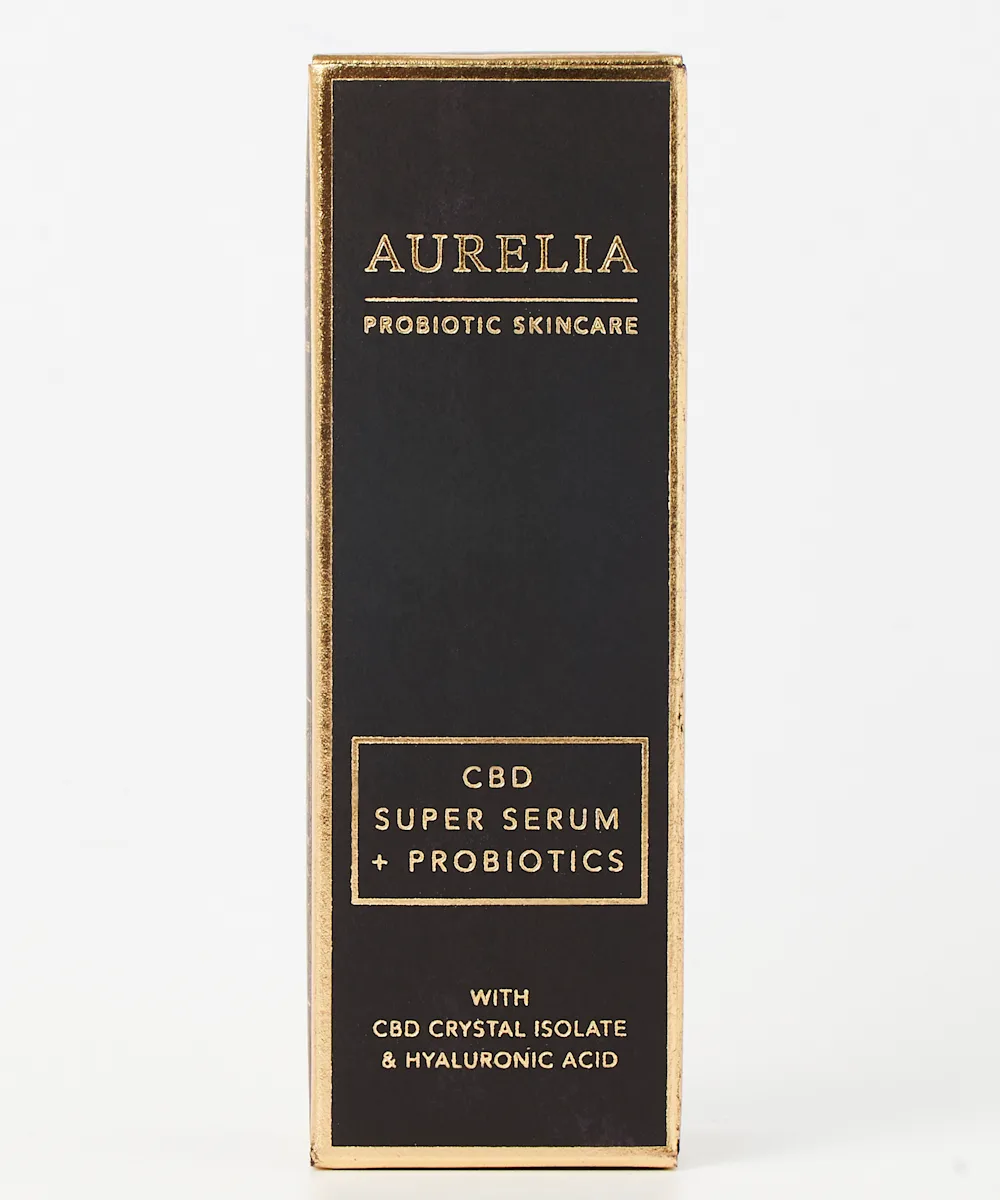 AURELIA
PROBIOTIC SKINCARE
CBD
SUPER SERUM
+ PROBIOTICS
WITH
CBD CRYSTAL ISOLATE
& HYALURONIC ACID